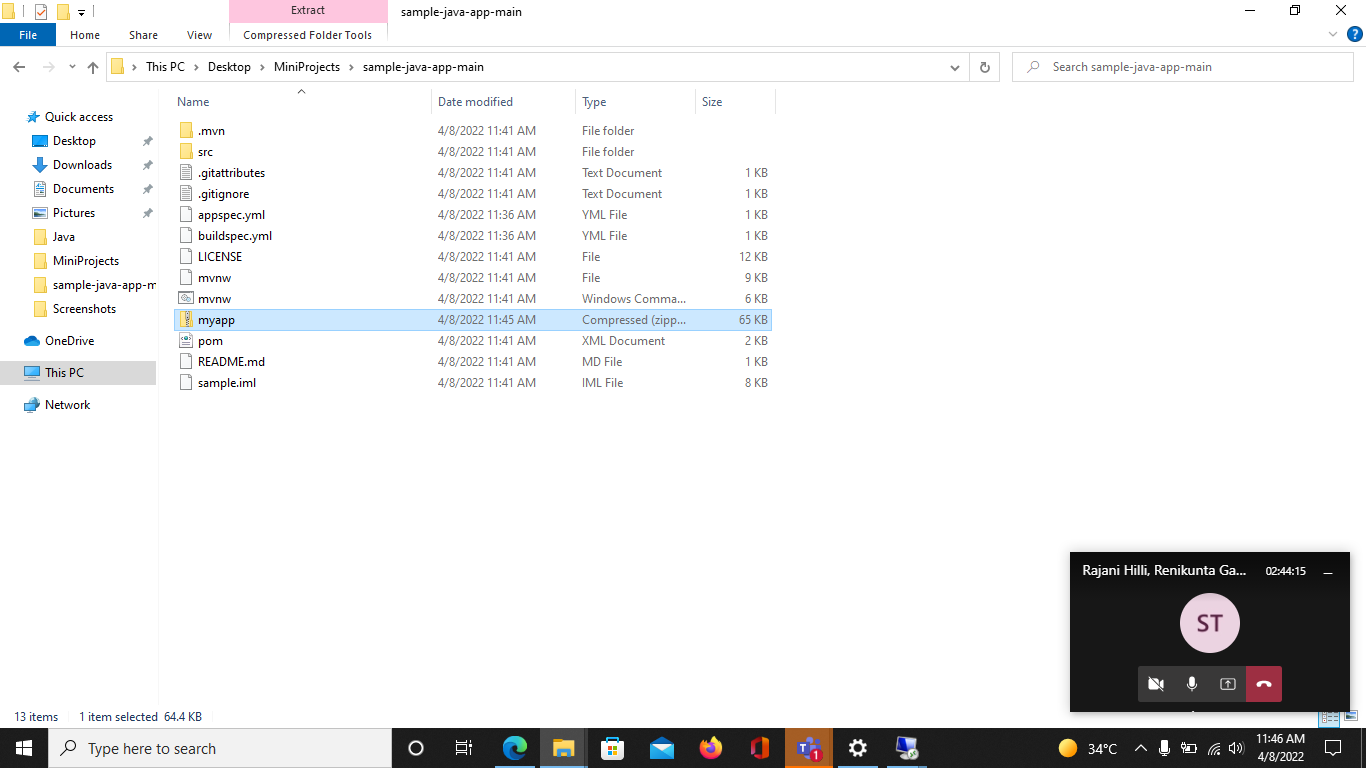 Extract
sample-java-app-main
File Home Share View Compressed Folder Tools
This PC Desktop MiniProjects sample-java-app-main
Search sample-java-app-main
Name Date modified Type Size
Quick access
Desktop
Downloads
Documents
Pictures
Java
MiniProjects
sample-java-app-m
Screenshots
OneDrive
This PC
Network
.mvn 4/8/2022 11:41 AM File folder
src 4/8/2022 11:41 AM File folder
.gitattributes 4/8/2022 11:41 AM Text Document 1 KB
.gitignore 4/8/2022 11:41 AM Text Document 1 KB
appspec.yml 4/8/2022 11:36 AM YML File 1 KB
buildspec.yml 4/8/2022 11:36 AM YML File 1 KB
LICENSE 4/8/2022 11:41 AM File 12 KB
mvnw 4/8/2022 11:41 AM File 9 KB
mvnw 4/8/2022 11:41 AM Windows Comma... 6 KB
myapp 4/8/2022 11:45 AM Compressed (zipp... 65 KB
pom 4/8/2022 11:41 AM XML Document 2 KB
README.md 4/8/2022 11:41 AM MD File 1 KB
sample.iml 4/8/2022 11:41 AM IML File 8 KB
Rajani Hilli, Renikunta Ga... 02:44:15
ST
13 items 1 item selected 64.4 KB
Type here to search
T 1
34°C
11:46 AM
4/8/2022